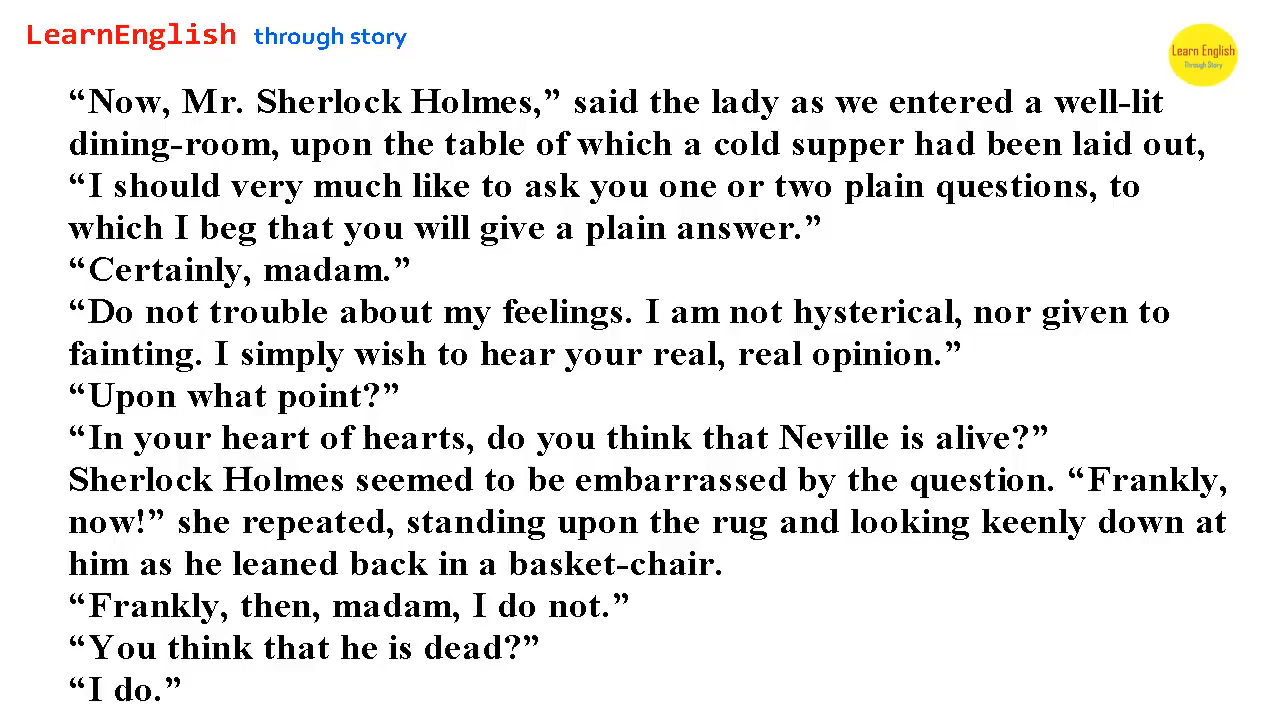 LearnEnglish through story
Learn English
Through Story
“Now, Mr. Sherlock Holmes,” said the lady as we entered a well-lit
dining-room, upon the table of which a cold supper had been laid out,
“I should very much like to ask you one or two plain questions, to
which I beg that you will give a plain answer.”
“Certainly, madam.”
“Do not trouble about my feelings. I am not hysterical, nor given to
fainting. I simply wish to hear your real, real opinion.”
“Upon what point?”
“In your heart of hearts, do you think that Neville is alive?”
Sherlock Holmes seemed to be embarrassed by the question. “Frankly,
now!” she repeated, standing upon the rug and looking keenly down at
him as he leaned back in a basket-chair.
“Frankly, then, madam, I do not.”
“You think that he is dead?”
“I do.”